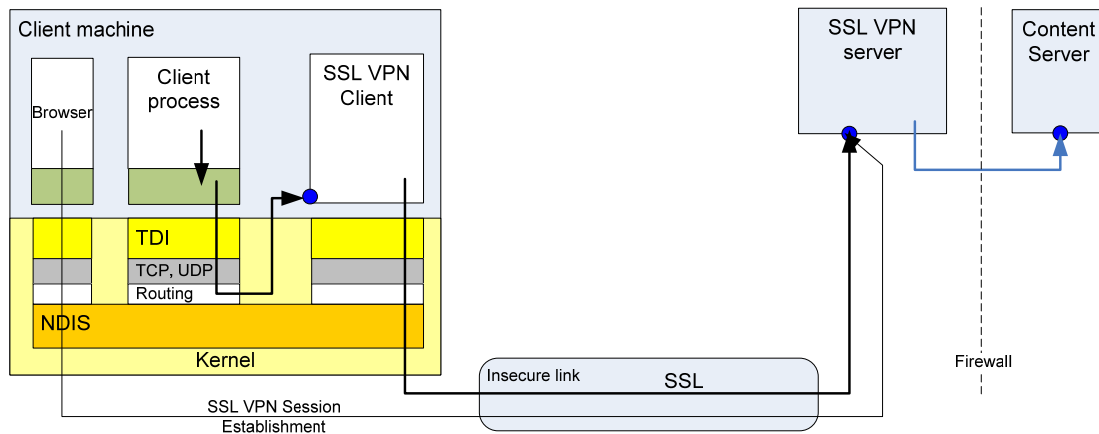 Client machine
Browser
Client
process
SSL VPN
Client
TDI
TCP, UDP
Routing
NDIS
Kernel
SSL VPN Session
Establishment
Insecure link
SSL
SSL VPN
server
Firewall
Content
Server